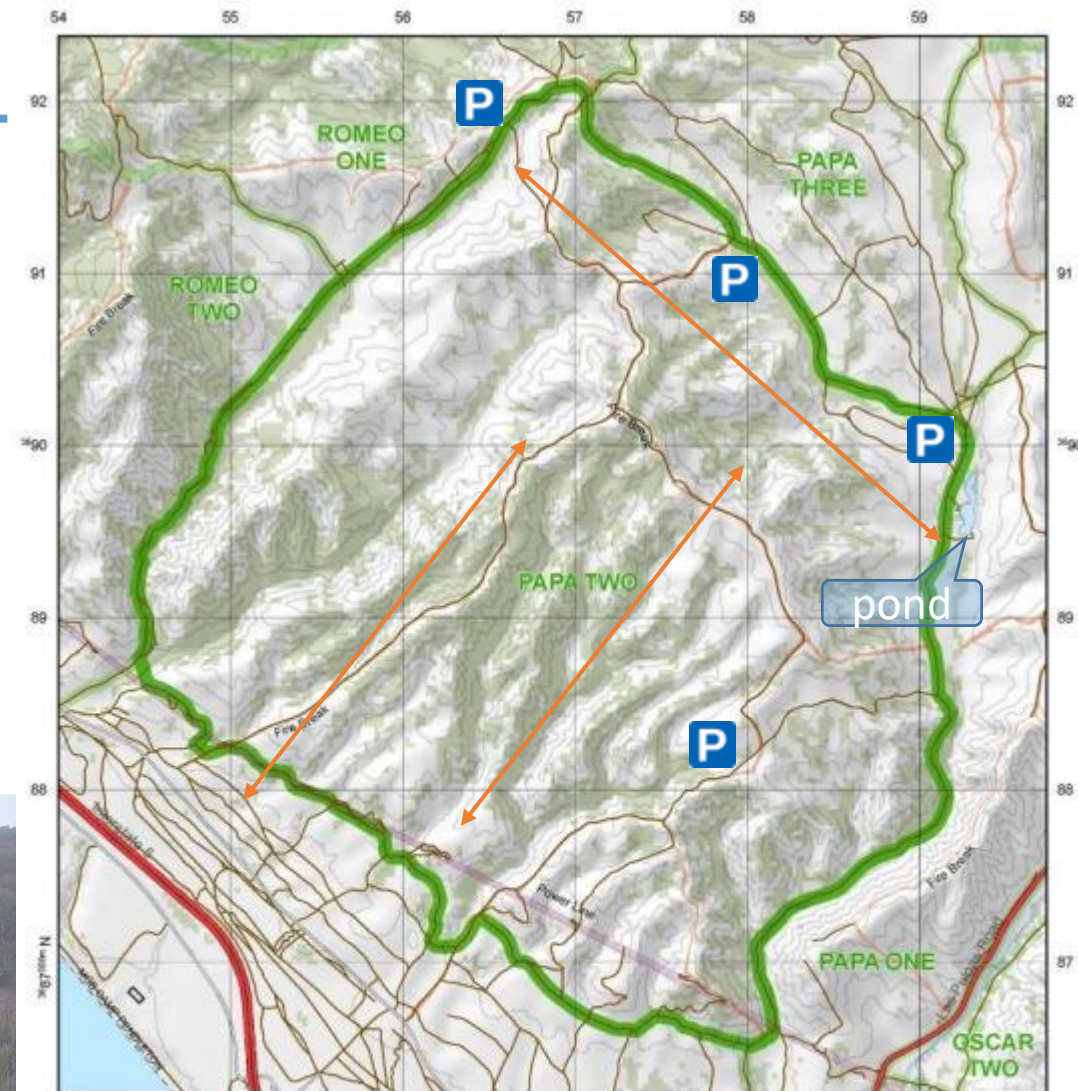 54 55 56 57 58 59
92 92
P
ROMEO
ONE
PAPA
THREE
91 91
P
ROMEO
TWO
Fire Break
90
Fire Break
P
PAPA TWO
pond
89 89
Fire Break
P
88 88
Power Line
Fire Break
87
PAPA ONE
OSCAR
TWO